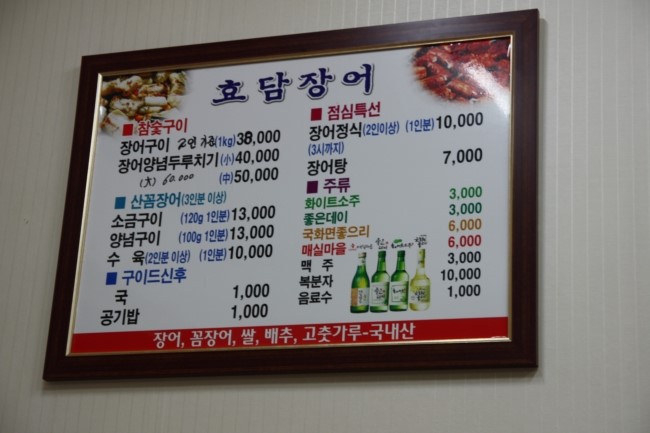 효담장어
■ 참숯구이
장어구이 (1kg) 38,000
장어양념두루치기 (小) 40,000
(大) 60.000 (中) 50,000
■ 산꼼장어(3인분 이상)
소금구이 (120g 1인분) 13,000
양념구이 (100g 1인분) 13,000
수 육 (2인분 이상) (1인분) 10,000
■ 구이드신후
국 1,000
공기밥 1,000
■ 점심특선
장어정식(2인이상) (1인분) 10,000
(3시까지)
장어탕 7,000
■ 주류
화이트소주 3,000
좋은데이 3,000
국화면좋으리 6,000
매실마을 6,000
맥 주 3,000
복분자 10,000
음료수 1,000
장어, 꼼장어, 쌀, 배추, 고춧가루-국내산